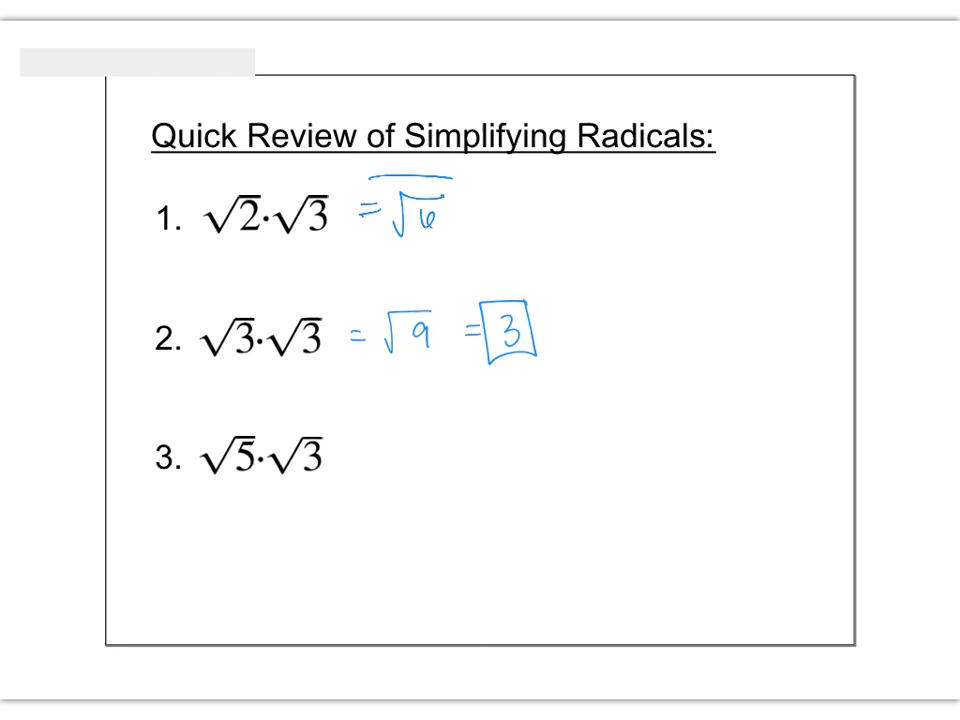 Quick Review of Simplifying Radicals:
1. √2·√3 = √6
2. √3·√3 = √9 = 3
3. √5·√3